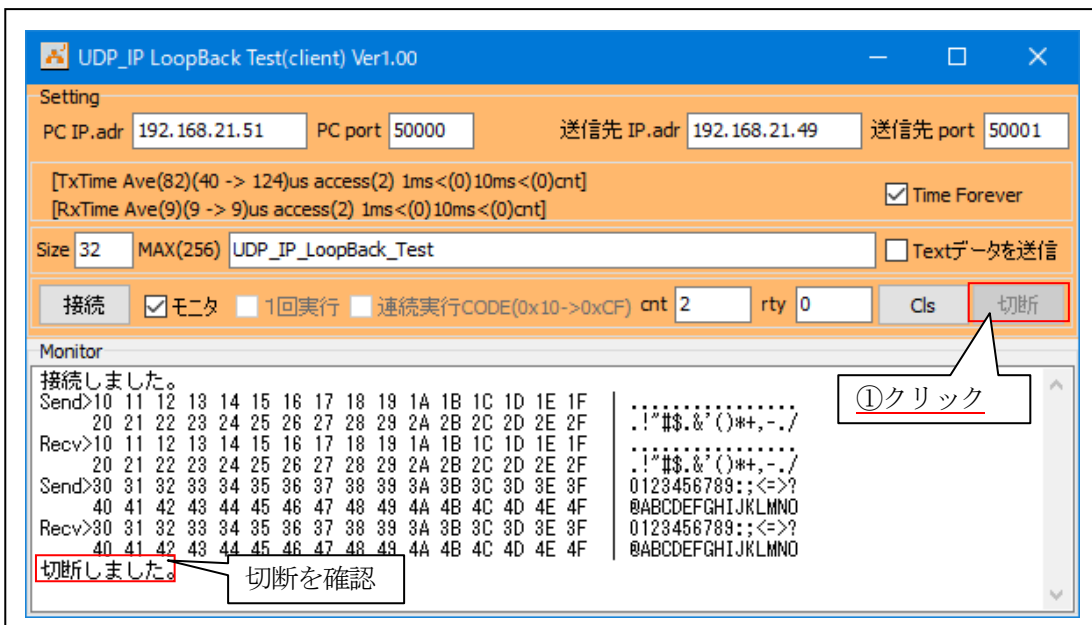 UDP_IP LoopBack Test(client) Ver1.00
Setting
PC IP.adr 192.168.21.51 PC port 50000 送信先 IP.adr 192.168.21.49 送信先 port 50001
[TxTime Ave(82)(40 -> 124)us access(2) 1ms<(0)10ms<(0)cnt]
[RxTime Ave(9)(9 -> 9)us access(2) 1ms<(0)10ms<(0)cnt]
Time Forever
Size 32 MAX(256) UDP_IP_LoopBack_Test Textデータを送信
接続 モニタ 1回実行 連続実行CODE(0x10->0xCF) cnt 2 rty 0 Cls 切断
Monitor
①クリック
接続しました。
Send>10 11 12 13 14 15 16 17 18 19 1A 1B 1C 1D 1E 1F | ................
20 21 22 23 24 25 26 27 28 29 2A 2B 2C 2D 2E 2F | .!"#$.&'()*+,-./
Recv>10 11 12 13 14 15 16 17 18 19 1A 1B 1C 1D 1E 1F | ................
20 21 22 23 24 25 26 27 28 29 2A 2B 2C 2D 2E 2F | .!"#$.&'()*+,-./
Send>30 31 32 33 34 35 36 37 38 39 3A 3B 3C 3D 3E 3F | 0123456789:;<=>?
40 41 42 43 44 45 46 47 48 49 4A 4B 4C 4D 4E 4F | @ABCDEFGHIJKLMNO
Recv>30 31 32 33 34 35 36 37 38 39 3A 3B 3C 3D 3E 3F | 0123456789:;<=>?
40 41 42 43 44 45 46 47 48 49 4A 4B 4C 4D 4E 4F | @ABCDEFGHIJKLMNO
切断しました。
切断を確認